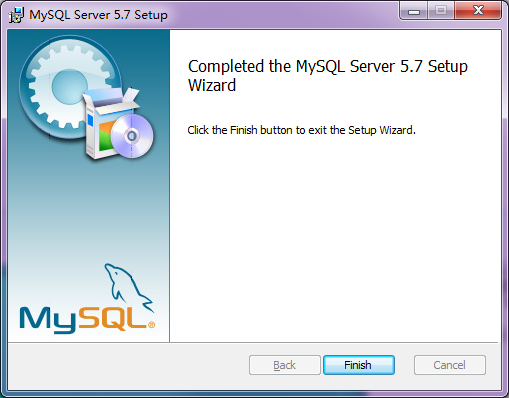 MySQL Server 5.7 Setup
Completed the MySQL Server 5.7 Setup
Wizard
Click the Finish button to exit the Setup Wizard.
MySQL®
Back
Finish
Cancel